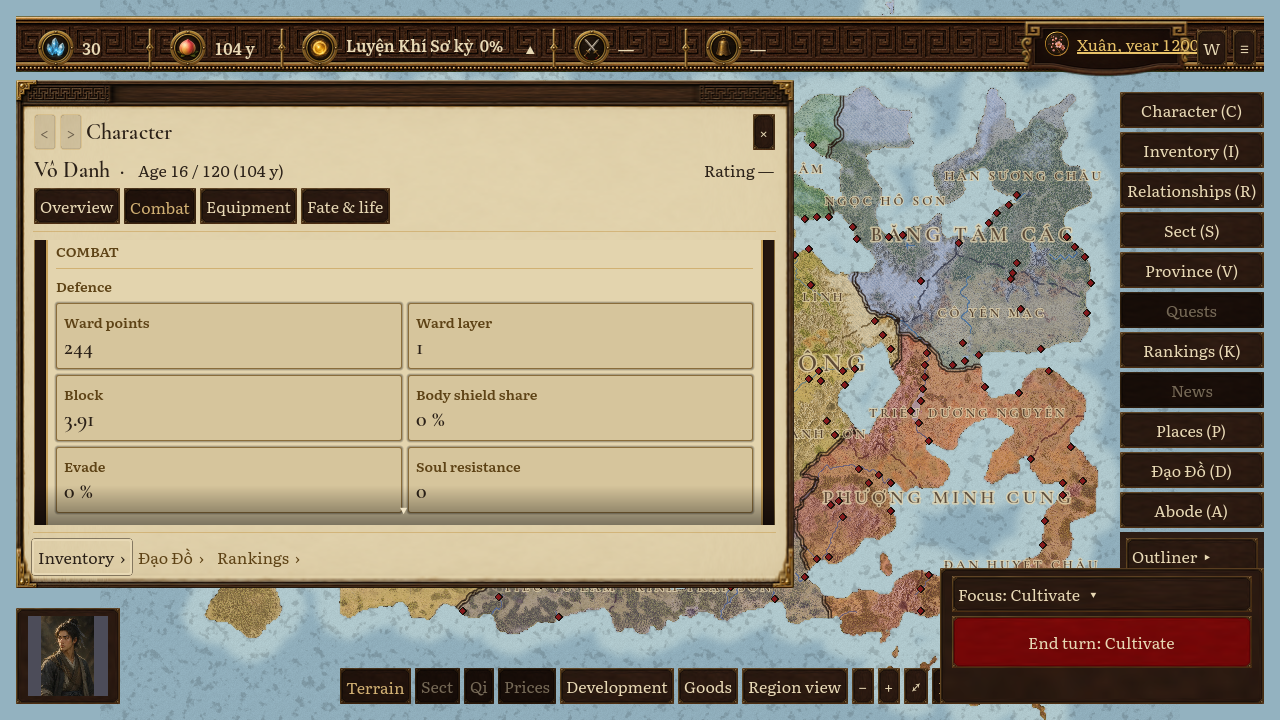 30
104 y
Luyện Khí Sơ kỳ 0%
▲
—
—
Xuân, year 1200
W
☰
< > Character
×
Võ Danh · Age 16 / 120 (104 y)
Rating —
Overview
Combat
Equipment
Fate & life
COMBAT
Defence
Ward points
244
Ward layer
1
Block
3.91
Body shield share
0 %
Evade
0 %
Soul resistance
0
Inventory ›
Đạo Đồ ›
Rankings ›
HÀN SƯƠNG CHÂU
NGỌC HỒ SƠN
BĂNG TÂM CÁC
CÔ YÊN MẠC
TRIỀU DƯƠNG NGUYÊN
PHƯỢNG MINH CUNG
ĐAN HUYỆT CHÂU
Character (C)
Inventory (I)
Relationships (R)
Sect (S)
Province (V)
Quests
Rankings (K)
News
Places (P)
Đạo Đồ (D)
Abode (A)
Outliner ▸
Focus: Cultivate ▾
End turn: Cultivate
Terrain
Sect
Qi
Prices
Development
Goods
Region view
−
+
⤢